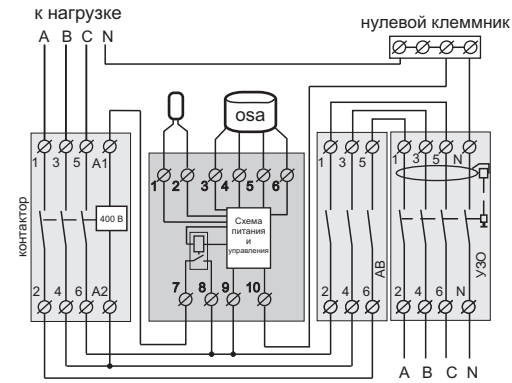 к нагрузке
A B C N
нулевой клеммник
osa
1 3 5 A1
1 2 3 4 5 6
1 3 5
1 3 5 N
контактор
400 В
Схема
питания
и
управления
АВ
УЗО
2 4 6 A2
7 8 9 10
2 4 6
2 4 6 N
A B C N